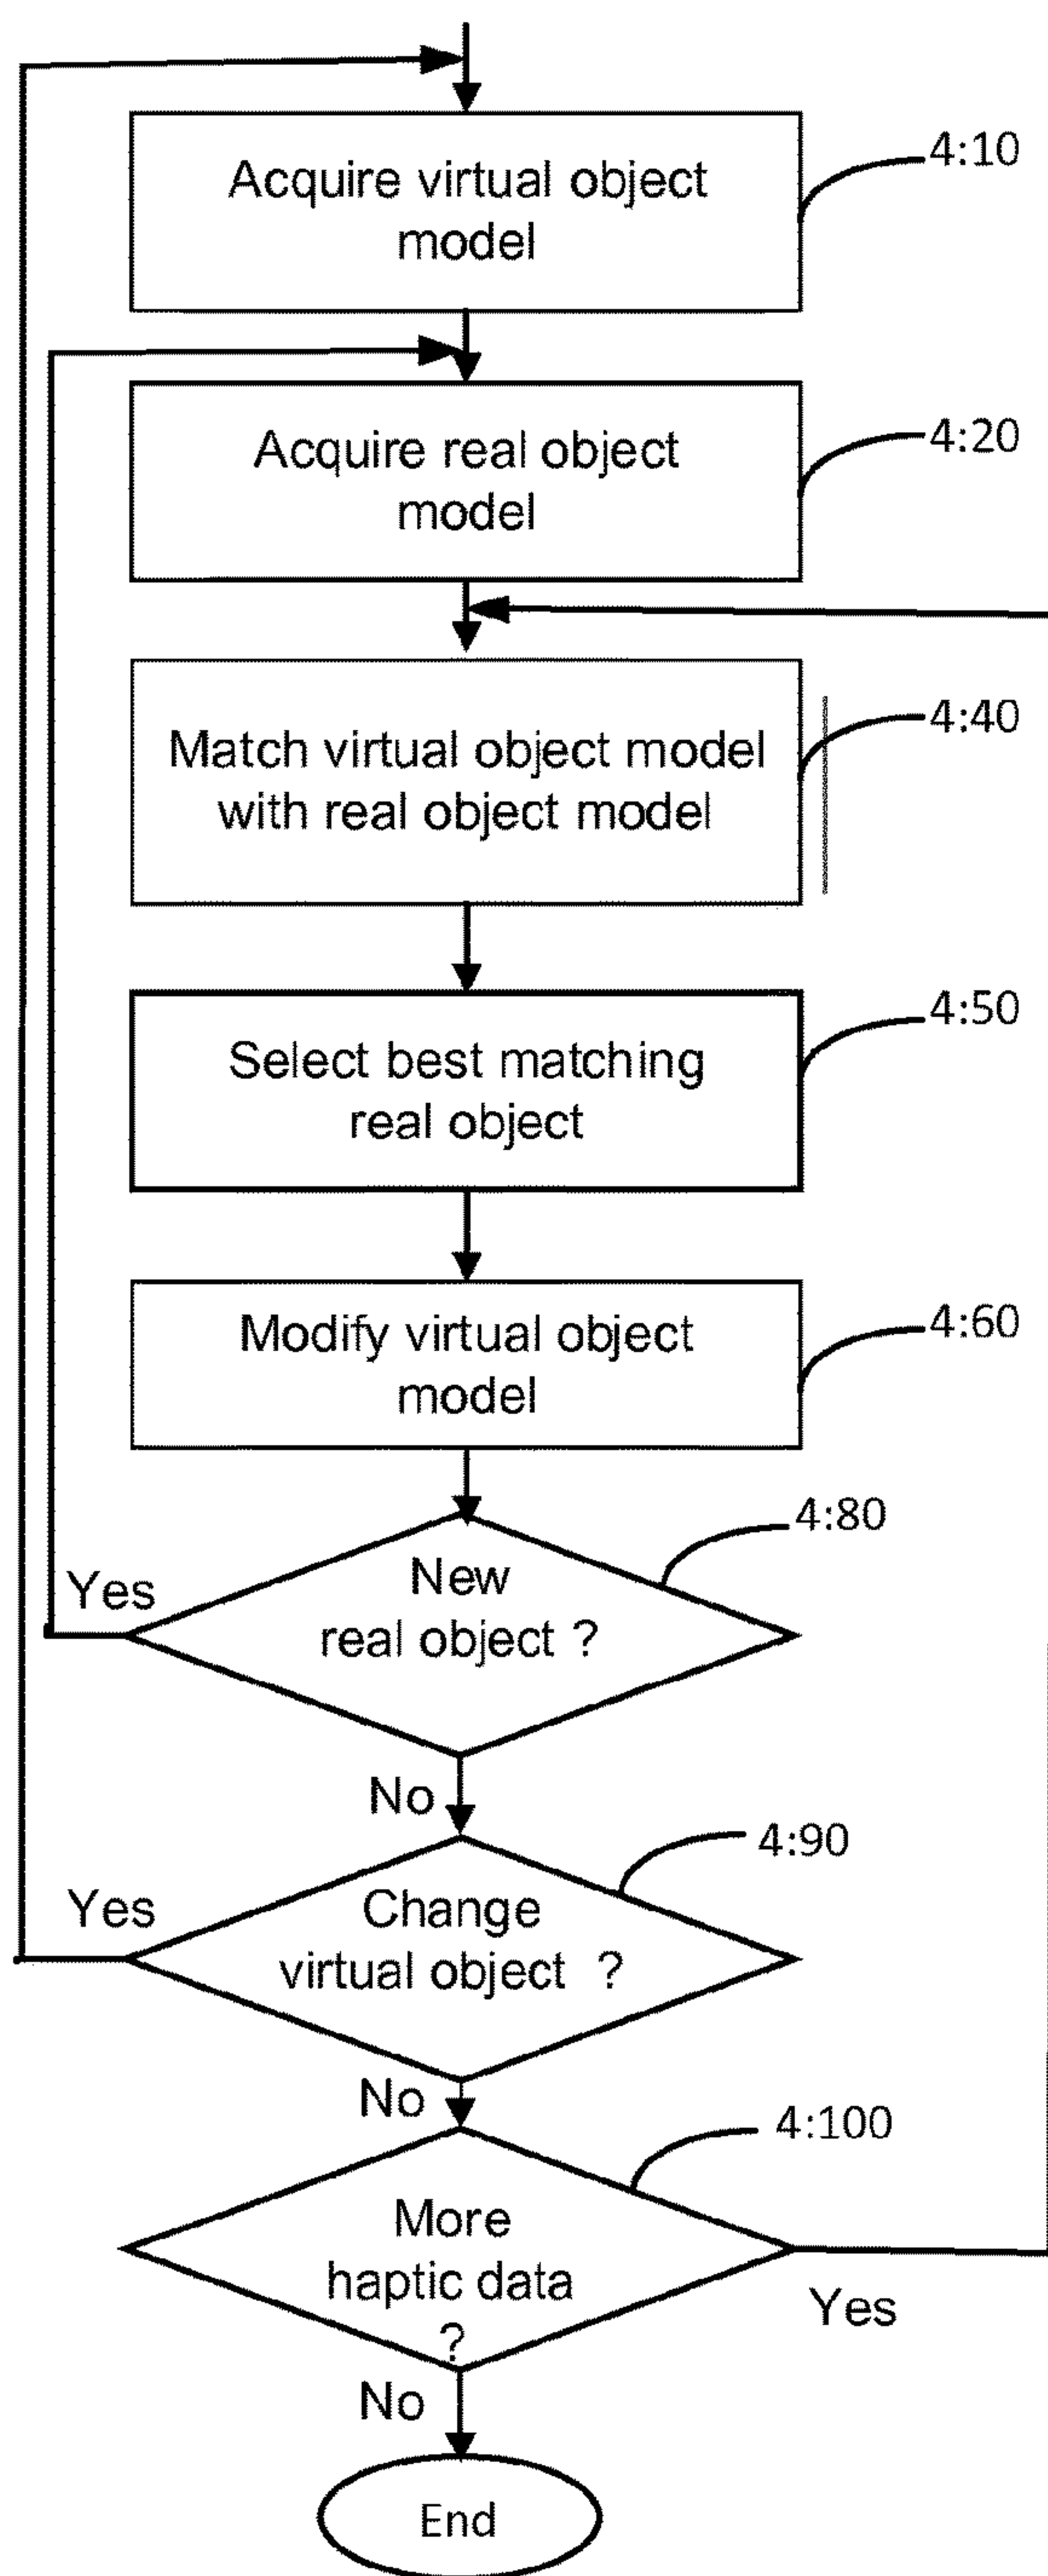 Acquire virtual object
model
4:10
Acquire real object
model
4:20
Match virtual object model
with real object model
4:40
Select best matching
real object
4:50
Modify virtual object
model
4:60
New
real object ?
4:80
Yes
No
Change
virtual object ?
4:90
Yes
No
More
haptic data
?
4:100
Yes
No
End